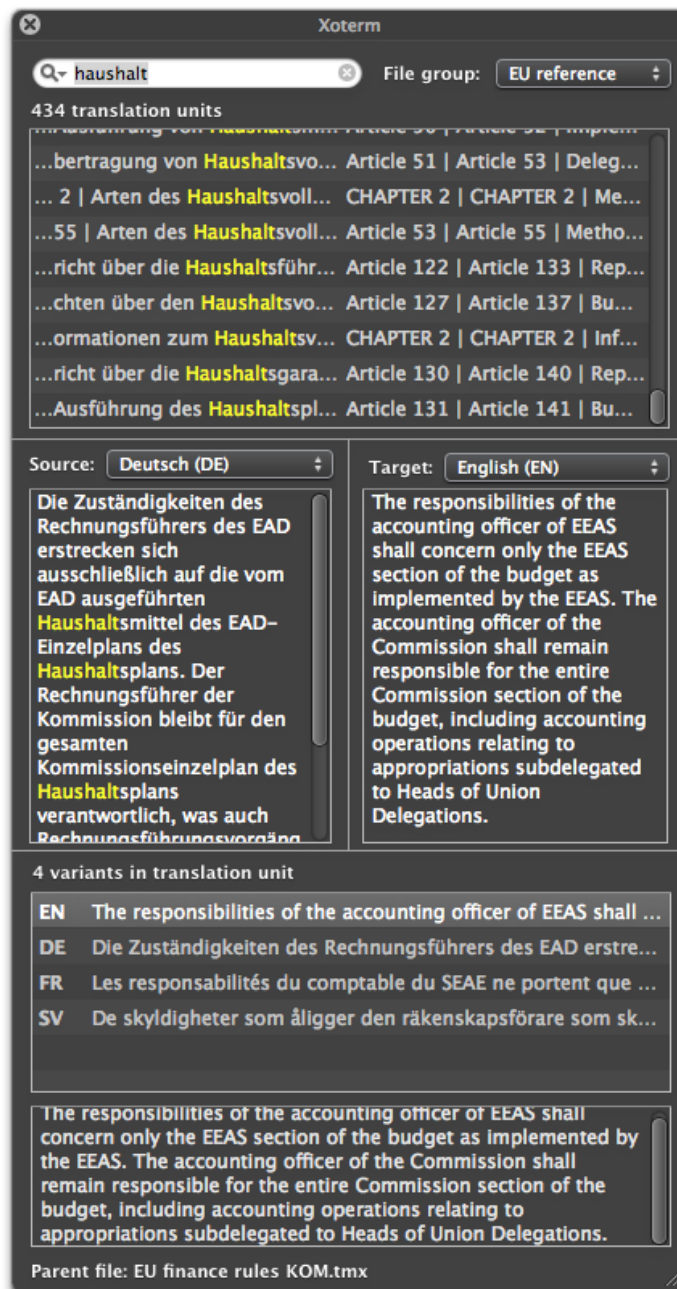 Xoterm
haushalt File group: EU reference
434 translation units
...Ausführung von Haushaltsm... Article 50 | Article 52 | Imple...
...bertragung von Haushaltsvo... Article 51 | Article 53 | Deleg...
... 2 | Arten des Haushaltsvoll... CHAPTER 2 | CHAPTER 2 | Me...
...55 | Arten des Haushaltsvoll... Article 53 | Article 55 | Metho...
...richt über die Haushaltsführ... Article 122 | Article 133 | Rep...
...chten über den Haushaltsvo... Article 127 | Article 137 | Bu...
...ormationen zum Haushaltsv... CHAPTER 2 | CHAPTER 2 | Inf...
...richt über die Haushaltsgara... Article 130 | Article 140 | Rep...
...Ausführung des Haushaltspl... Article 131 | Article 141 | Bu...
Source: Deutsch (DE)
Die Zuständigkeiten des
Rechnungsführers des EAD
erstrecken sich
ausschließlich auf die vom
EAD ausgeführten
Haushaltsmittel des EAD-
Einzelplans des
Haushaltsplans. Der
Rechnungsführer der
Kommission bleibt für den
gesamten
Kommissionseinzelplan des
Haushaltsplans
verantwortlich, was auch
Rechnungsführungsvorgäng
Target: English (EN)
The responsibilities of the
accounting officer of EEAS
shall concern only the EEAS
section of the budget as
implemented by the EEAS. The
accounting officer of the
Commission shall remain
responsible for the entire
Commission section of the
budget, including accounting
operations relating to
appropriations subdelegated
to Heads of Union
Delegations.
4 variants in translation unit
EN The responsibilities of the accounting officer of EEAS shall ...
DE Die Zuständigkeiten des Rechnungsführers des EAD erstre...
FR Les responsabilités du comptable du SEAE ne portent que ...
SV De skyldigheter som åligger den räkenskapsförare som sk...
The responsibilities of the accounting officer of EEAS shall
concern only the EEAS section of the budget as implemented by
the EEAS. The accounting officer of the Commission shall
remain responsible for the entire Commission section of the
budget, including accounting operations relating to
appropriations subdelegated to Heads of Union Delegations.
Parent file: EU finance rules KOM.tmx